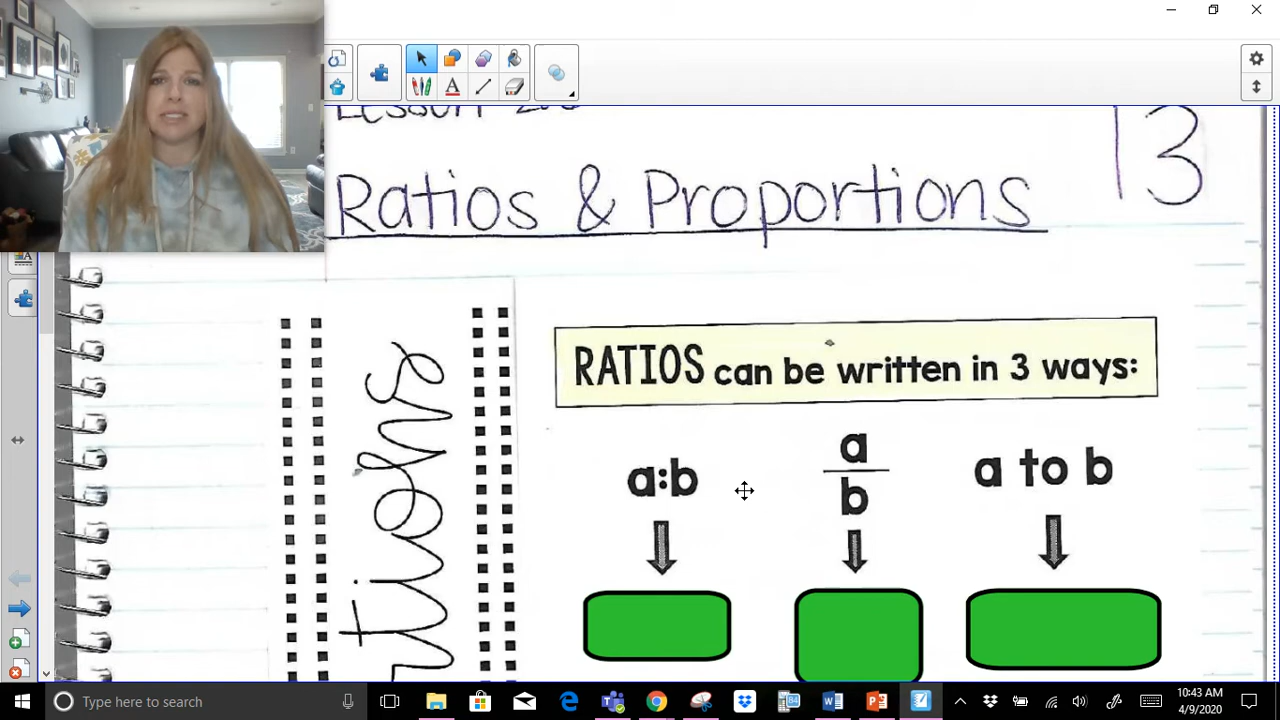 13
Ratios & Proportions
RATIOS can be written in 3 ways:
a:b
a
b
a to b
Type here to search
10:43 AM
4/9/2020